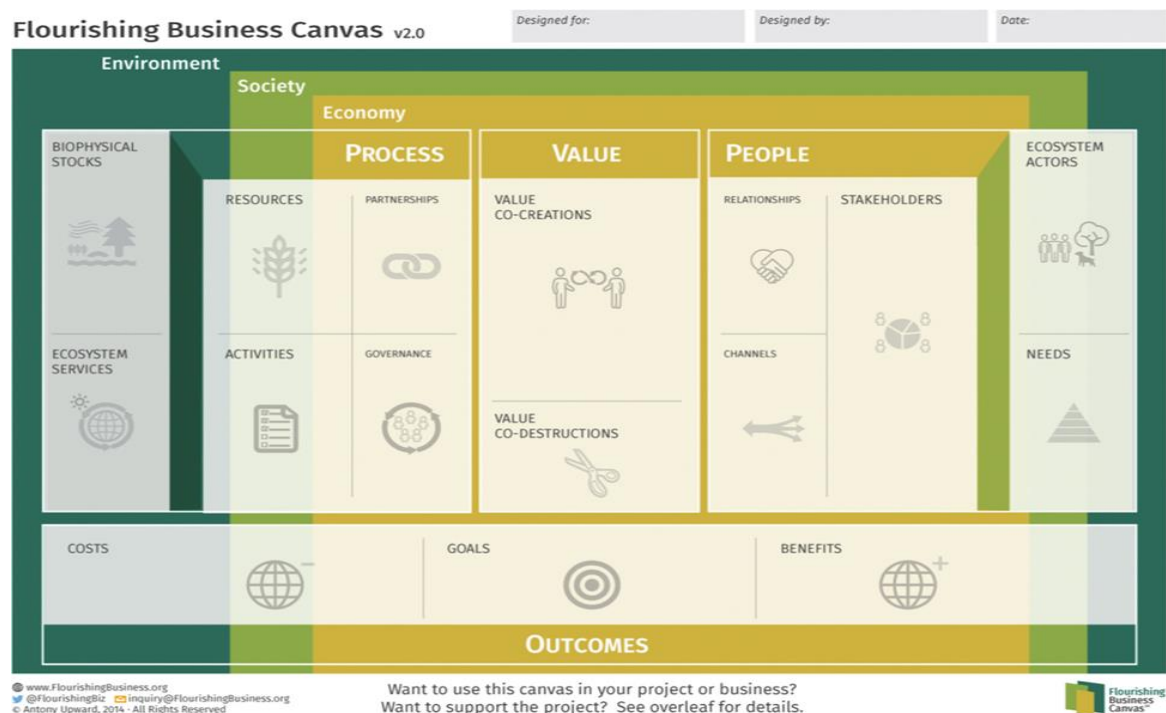 Flourishing Business Canvas v2.0
Designed for:
Designed by:
Date:
Environment
Society
Economy
BIOPHYSICAL
STOCKS
PROCESS
VALUE
PEOPLE
ECOSYSTEM
ACTORS
RESOURCES
PARTNERSHIPS
VALUE
CO-CREATIONS
RELATIONSHIPS
STAKEHOLDERS
ECOSYSTEM
SERVICES
ACTIVITIES
GOVERNANCE
CHANNELS
NEEDS
VALUE
CO-DESTRUCTIONS
COSTS
GOALS
BENEFITS
OUTCOMES
www.FlourishingBusiness.org
@FlourishingBiz inquiry@FlourishingBusiness.org
© Antony Upward, 2014 - All Rights Reserved
Want to use this canvas in your project or business?
Want to support the project? See overleaf for details.
Flourishing
Business
Canvas™